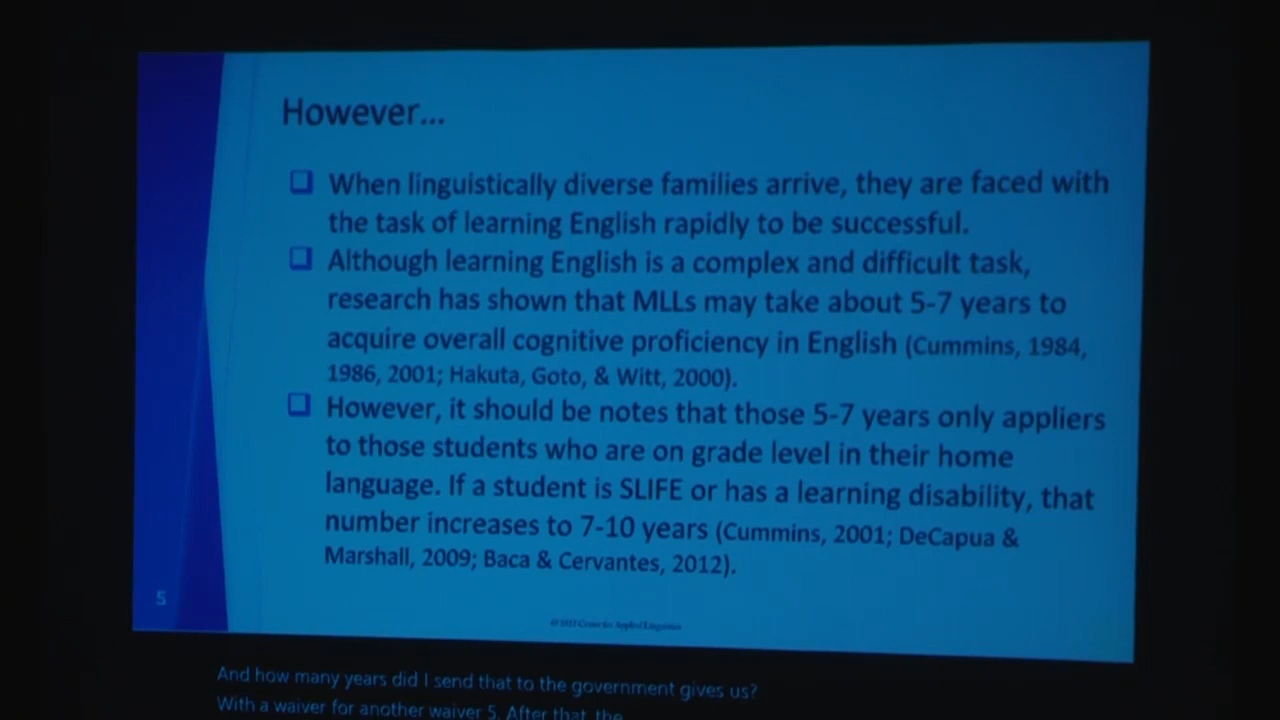 However...
❑ When linguistically diverse families arrive, they are faced with
the task of learning English rapidly to be successful.
❑ Although learning English is a complex and difficult task,
research has shown that MLLs may take about 5-7 years to
acquire overall cognitive proficiency in English (Cummins, 1984,
1986, 2001; Hakuta, Goto, & Witt, 2000).
❑ However, it should be notes that those 5-7 years only appliers
to those students who are on grade level in their home
language. If a student is SLIFE or has a learning disability, that
number increases to 7-10 years (Cummins, 2001; DeCapua &
Marshall, 2009; Baca & Cervantes, 2012).
5
Center for Applied Linguistics
And how many years did I send that to the government gives us?
With a waiver for another waiver 5. After that, the